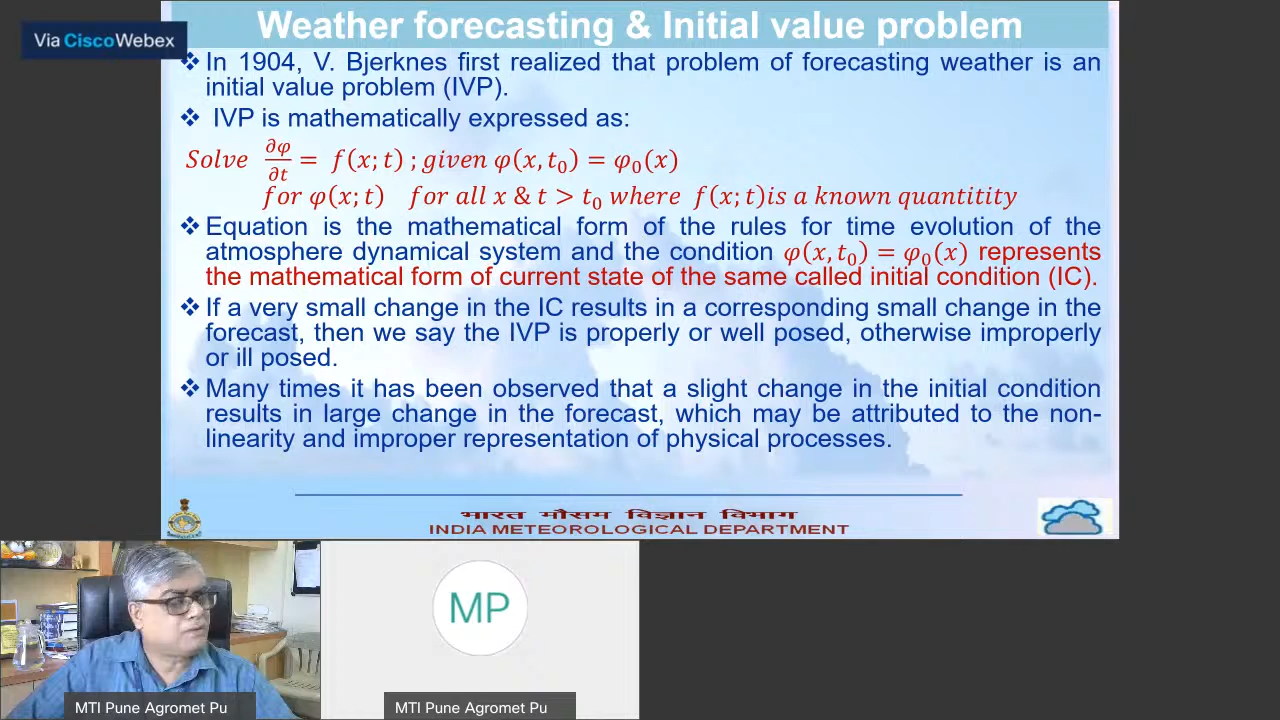 Weather forecasting & Initial value problem
Via CiscoWebex
❖ In 1904, V. Bjerknes first realized that problem of forecasting weather is an
initial value problem (IVP).
❖ IVP is mathematically expressed as:
Solve ∂φ/∂t = f(x; t) ; given φ(x, t₀) = φ₀(x)
for φ(x; t) for all x & t > t₀ where f(x; t)is a known quantitity
❖ Equation is the mathematical form of the rules for time evolution of the
atmosphere dynamical system and the condition φ(x, t₀) = φ₀(x) represents
the mathematical form of current state of the same called initial condition (IC).
❖ If a very small change in the IC results in a corresponding small change in the
forecast, then we say the IVP is properly or well posed, otherwise improperly
or ill posed.
❖ Many times it has been observed that a slight change in the initial condition
results in large change in the forecast, which may be attributed to the non-
linearity and improper representation of physical processes.
भारत मौसम विज्ञान विभाग
INDIA METEOROLOGICAL DEPARTMENT
MP
MTI Pune Agromet Pu
MTI Pune Agromet Pu